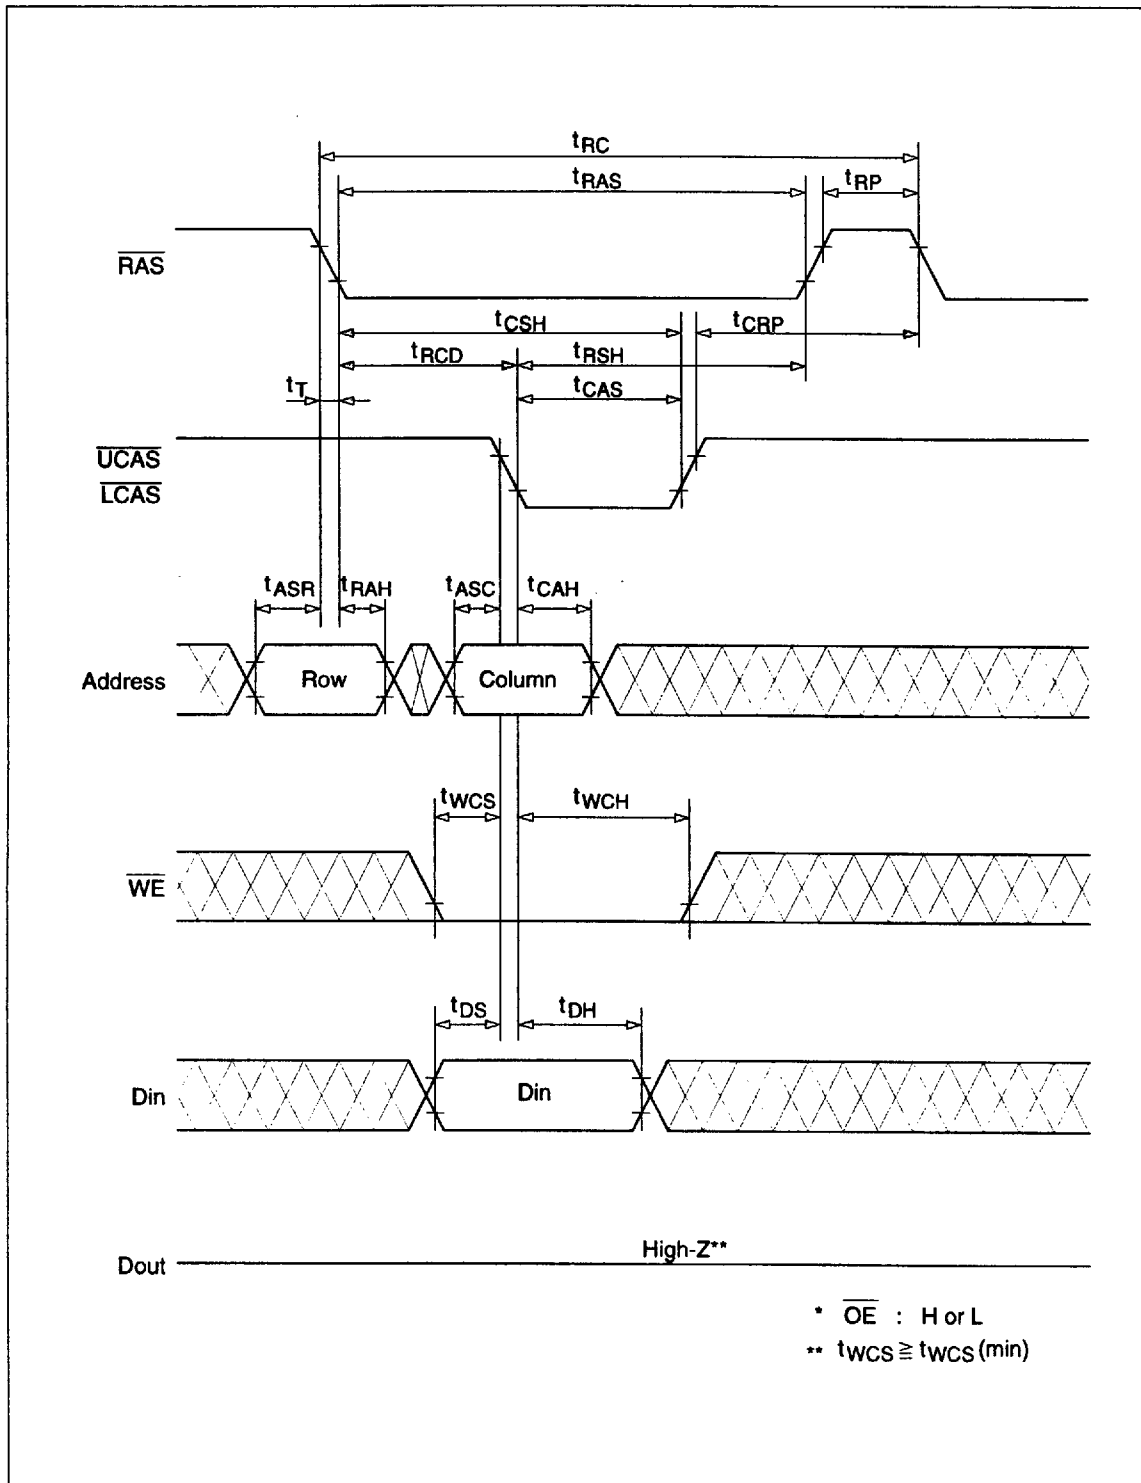 tRC
tRAS
tRP
RAS
tCSH
tCRP
tRCD
tRSH
tT
tCAS
UCAS
LCAS
tASR
tRAH
tASC
tCAH
Address
Row
Column
tWCS
tWCH
WE
tDS
tDH
Din
Din
High-Z**
Dout
* OE : H or L
** tWCS ≧ tWCS (min)